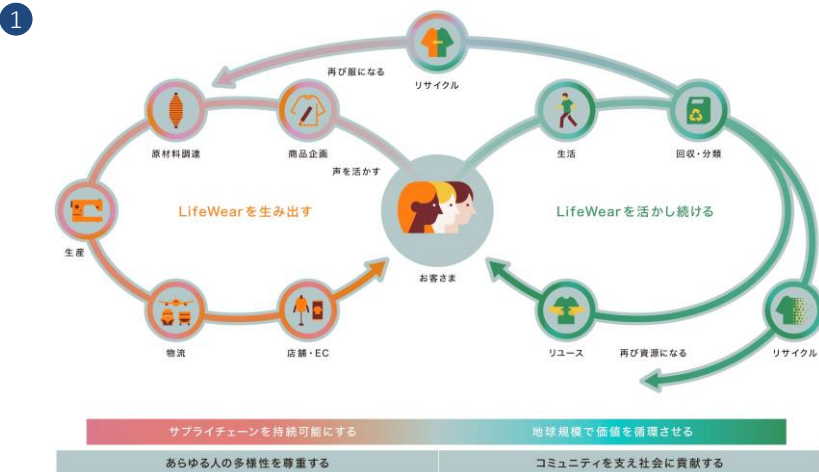 1
リサイクル
再び服になる
原材料調達
商品企画
声を活かす
生活
回収・分類
LifeWearを生み出す
LifeWearを活かし続ける
生産
お客さま
物流
店舗・EC
リユース
再び資源になる
リサイクル
サプライチェーンを持続可能にする
地球規模で価値を循環させる
あらゆる人の多様性を尊重する
コミュニティを支え社会に貢献する